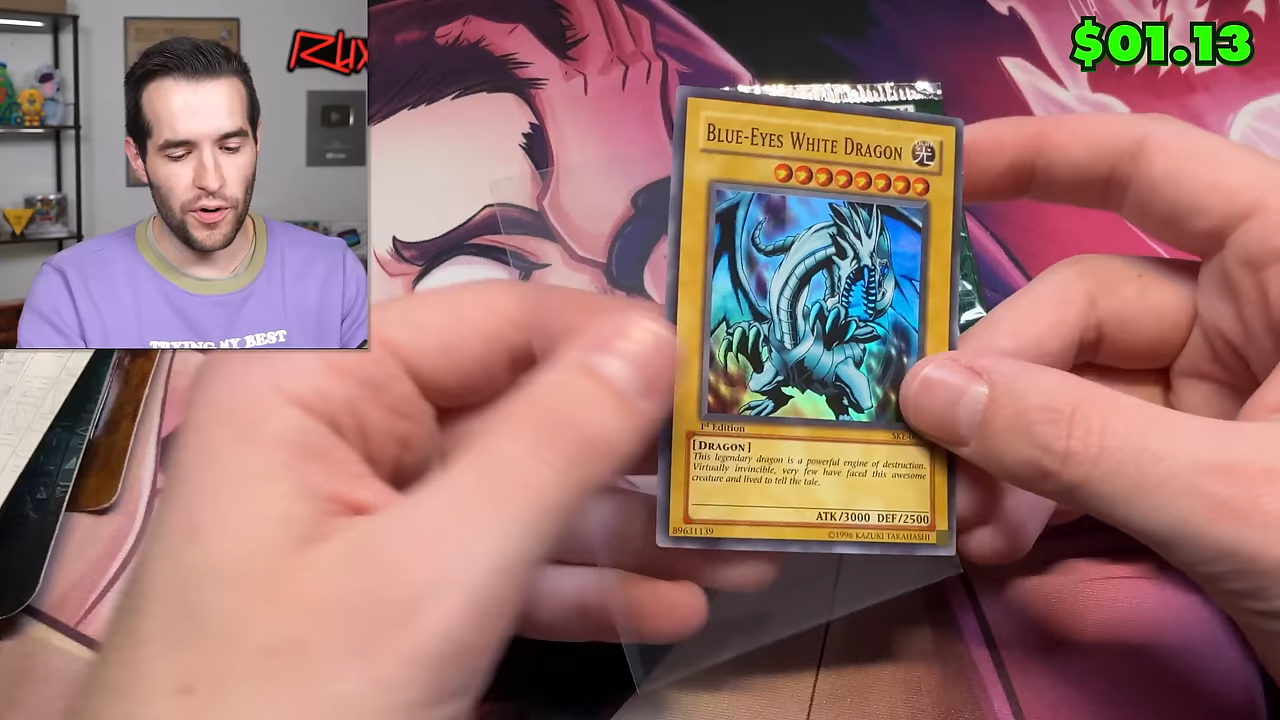 $01.13
BLUE-EYES WHITE DRAGON
光
1st Edition
[DRAGON]
This legendary dragon is a powerful engine of destruction.
Virtually invincible, very few have faced this awesome
creature and lived to tell the tale.
ATK/3000 DEF/2500
89631139
©1996 KAZUKI TAKAHASHI
TRYING MY BEST